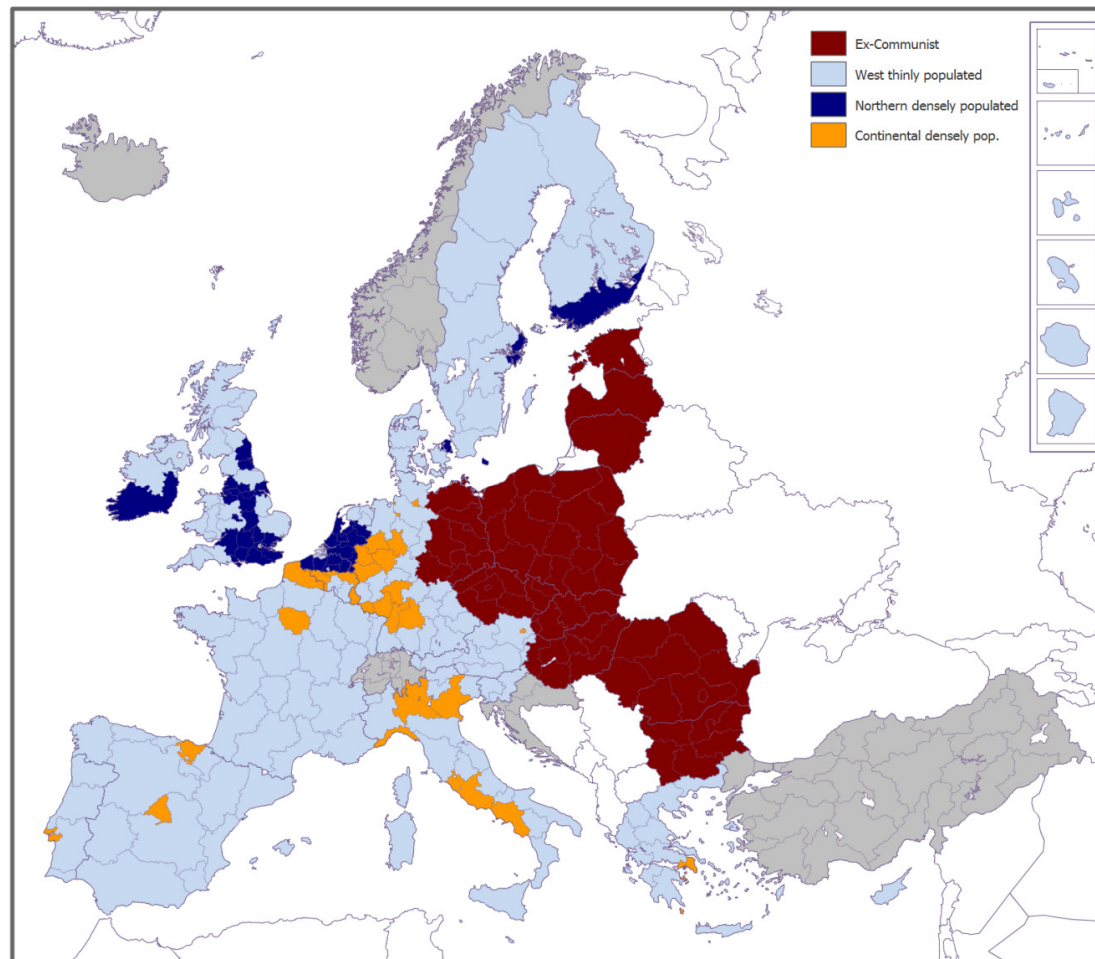 Ex-Communist
West thinly populated
Northern densely populated
Continental densely pop.